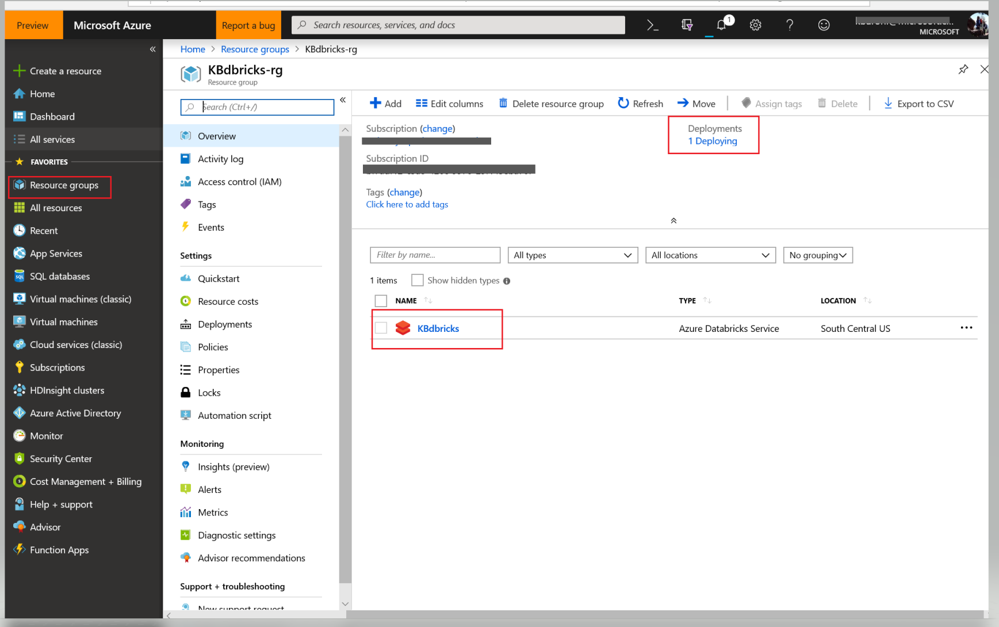 Preview
Microsoft Azure
Report a bug
Search resources, services, and docs
1
MICROSOFT
Create a resource
Home
Dashboard
All services
FAVORITES
Resource groups
All resources
Recent
App Services
SQL databases
Virtual machines (classic)
Virtual machines
Cloud services (classic)
Subscriptions
HDInsight clusters
Azure Active Directory
Monitor
Security Center
Cost Management + Billing
Help + support
Advisor
Function Apps
Home > Resource groups > KBdbricks-rg
KBdbricks-rg
Resource group
Search (Ctrl+/)
Overview
Activity log
Access control (IAM)
Tags
Events
Settings
Quickstart
Resource costs
Deployments
Policies
Properties
Locks
Automation script
Monitoring
Insights (preview)
Alerts
Metrics
Diagnostic settings
Advisor recommendations
Support + troubleshooting
New support request
Add
Edit columns
Delete resource group
Refresh
Move
Assign tags
Delete
Export to CSV
Subscription (change)
Subscription ID
Tags (change)
Click here to add tags
Deployments
1 Deploying
Filter by name...
All types
All locations
No grouping
1 items
Show hidden types
NAME
TYPE
LOCATION
KBdbricks
Azure Databricks Service
South Central US